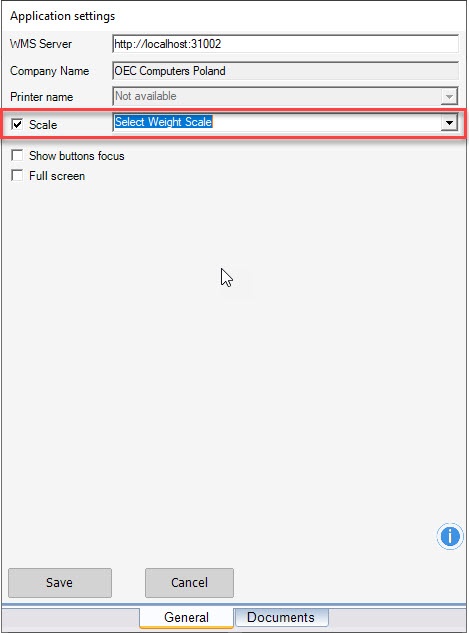 Application settings
WMS Server http://localhost:31002
Company Name OEC Computers Poland
Printer name Not available
Scale Select Weight Scale
Show buttons focus
Full screen
i
Save Cancel
General Documents